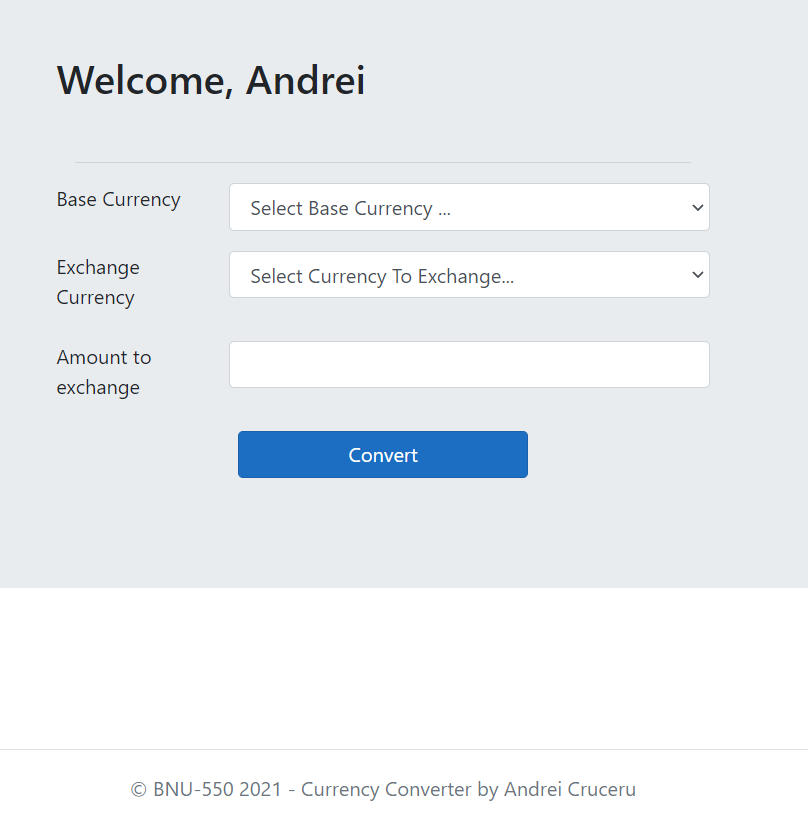 Welcome, Andrei
Base Currency
Select Base Currency ...
Exchange
Currency
Select Currency To Exchange...
Amount to
exchange
Convert
© BNU-550 2021 - Currency Converter by Andrei Cruceru